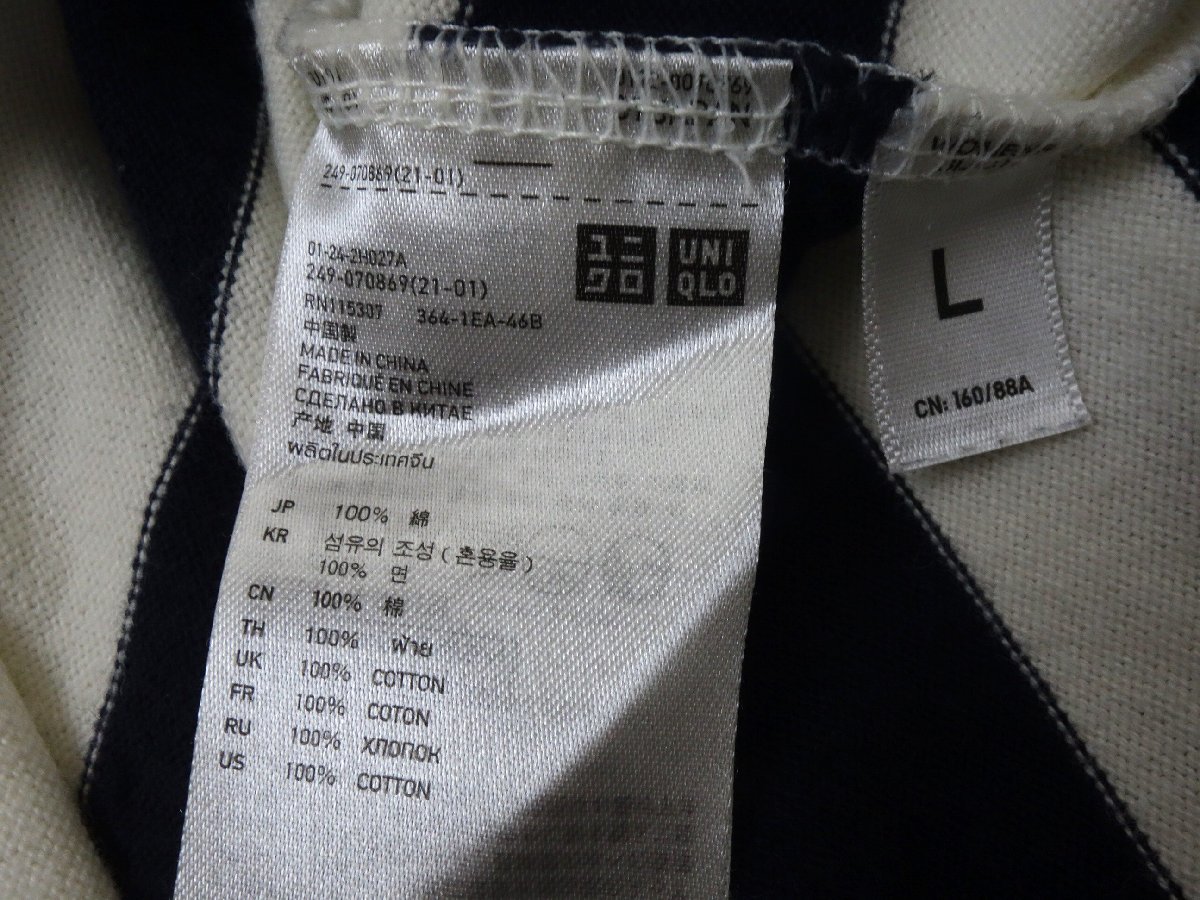 249-070869(21-01)
01-24-2H027A
249-070869(21-01)
RN115307 364-1EA-46B
ユニ
クロ
UNI
QLO
中国製
MADE IN CHINA
FABRIQUÉ EN CHINE
СДЕЛАНО В КИТАЕ
产地 中国
ผลิตในประเทศจีน
JP 100% 綿
KR 섬유의 조성 ( 혼용율 )
100% 면
CN 100% 棉
TH 100% ฝ้าย
UK 100% COTTON
FR 100% COTON
RU 100% ХЛОПОК
US 100% COTTON
L
CN: 160/88A